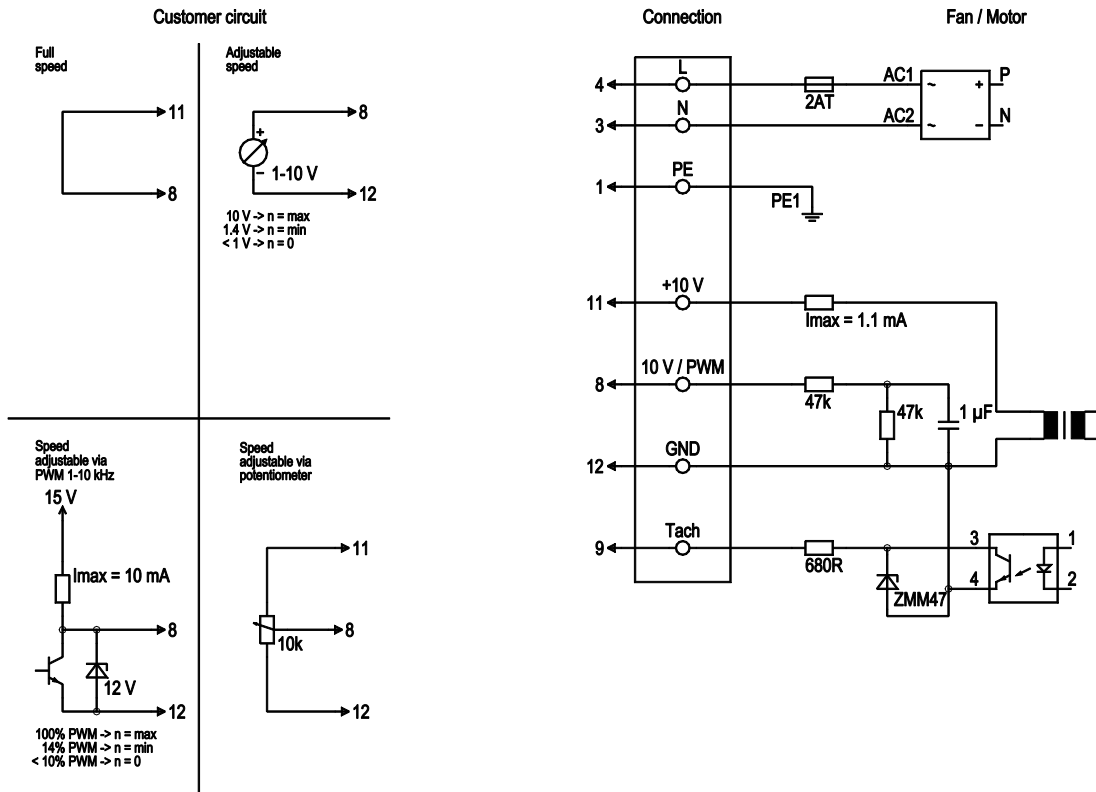 Customer circuit
Connection
Fan / Motor
Full
speed
11
8
Adjustable
speed
8
+
− 1-10 V
12
10 V -> n = max
1.4 V -> n = min
< 1 V -> n = 0
Speed
adjustable via
PWM 1-10 kHz
15 V
Imax = 10 mA
8
12 V
12
100% PWM -> n = max
14% PWM -> n = min
< 10% PWM -> n = 0
Speed
adjustable via
potentiometer
11
8
10k
12
L
4
2AT
AC1
~ + P
N
3
AC2
~ − N
PE
1
PE1
+10 V
11
Imax = 1.1 mA
10 V / PWM
8
47k
47k
1 µF
GND
12
Tach
9
680R
ZMM47
3
4
1
2